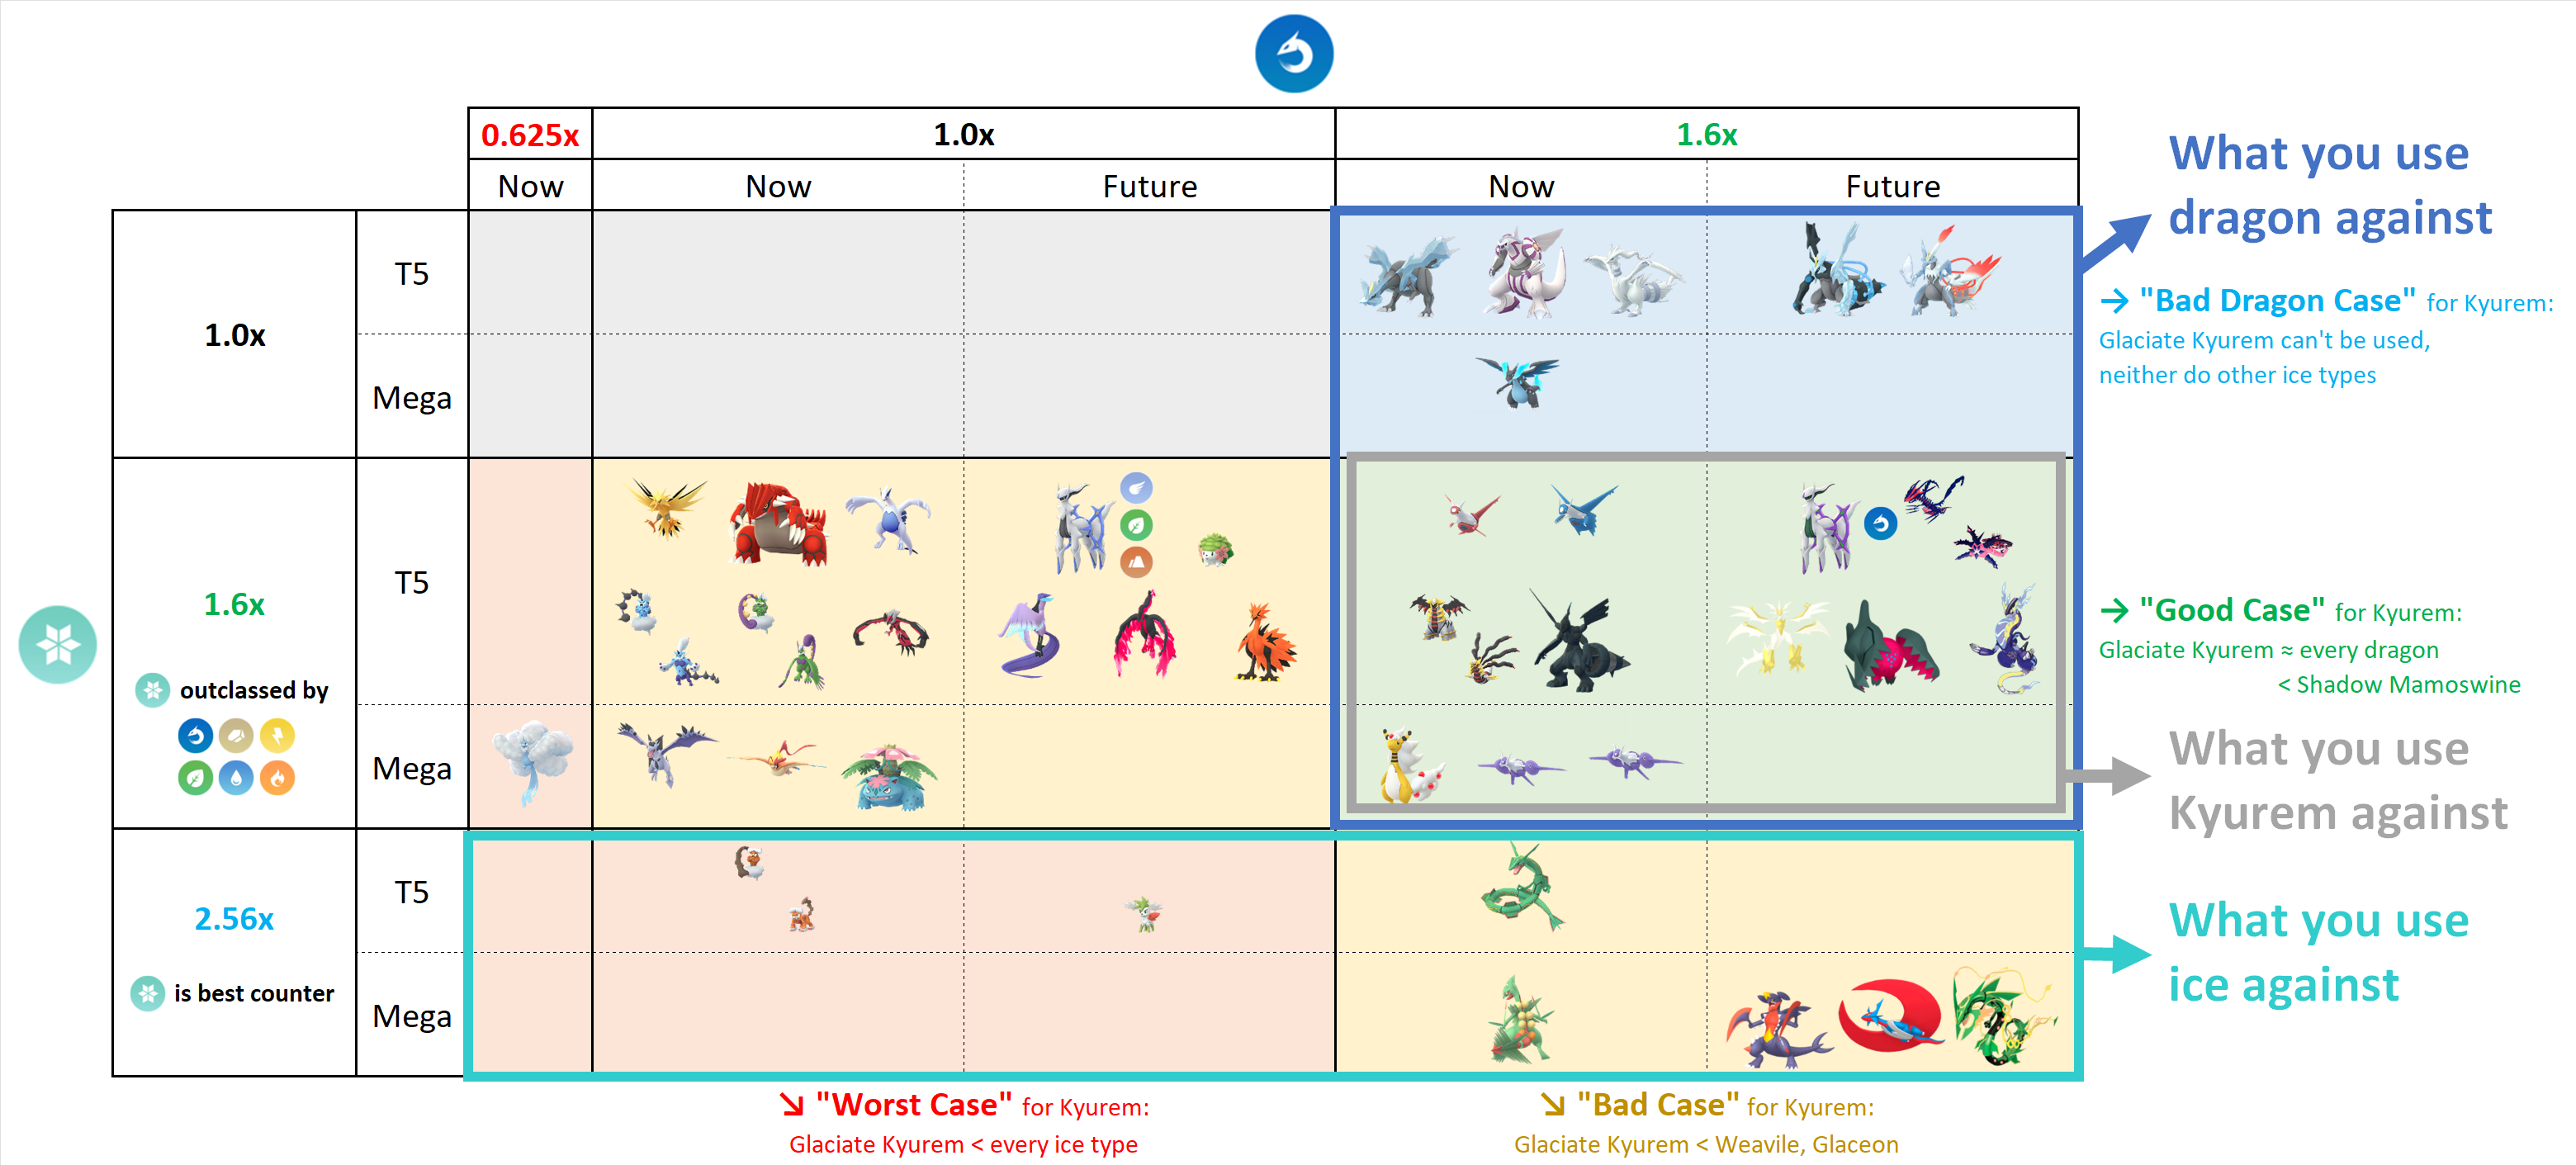 0.625x 1.0x 1.6x
Now Now Future Now Future
What you use
dragon against
→ "Bad Dragon Case" for Kyurem:
Glaciate Kyurem can't be used,
neither do other ice types
1.0x
T5
Mega
1.6x
outclassed by
T5
Mega
→ "Good Case" for Kyurem:
Glaciate Kyurem ≈ every dragon
< Shadow Mamoswine
What you use
Kyurem against
2.56x
is best counter
T5
Mega
What you use
ice against
↘ "Worst Case" for Kyurem:
Glaciate Kyurem < every ice type
↘ "Bad Case" for Kyurem:
Glaciate Kyurem < Weavile, Glaceon